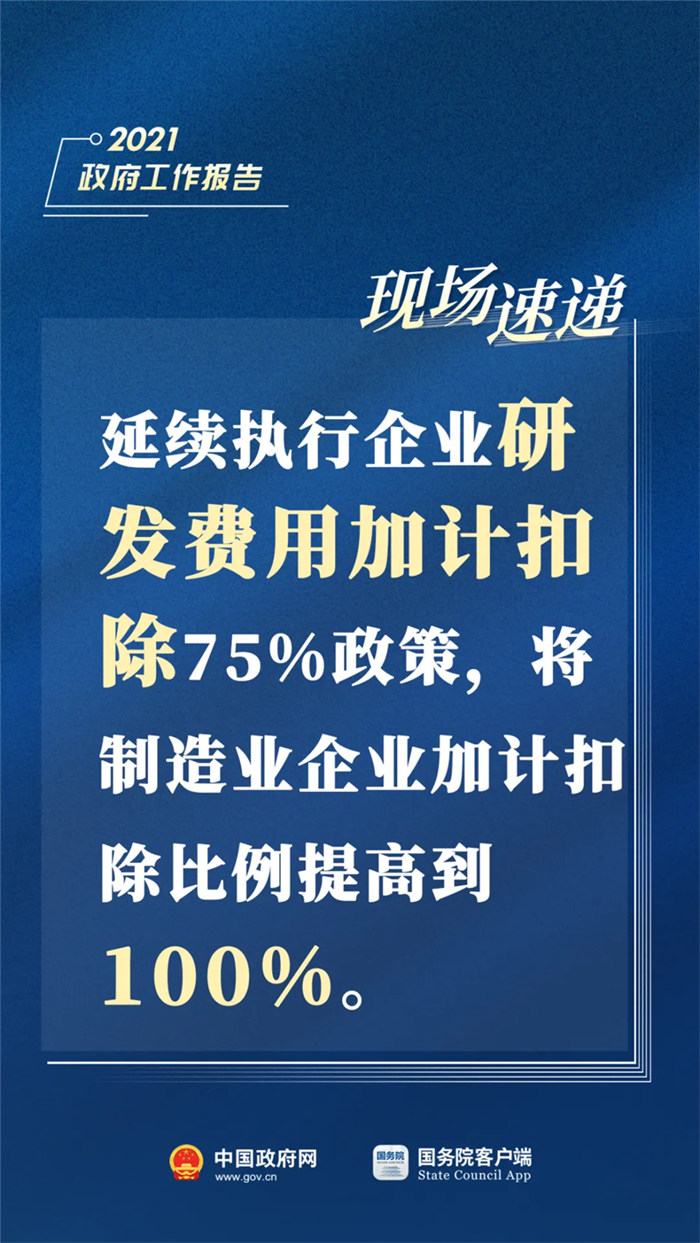 2021
政府工作报告
现场速递
延续执行企业研
发费用加计扣
除75%政策，将
制造业企业加计扣
除比例提高到
100%。
中国政府网
www.gov.cn
国务院
国务院客户端
State Council App